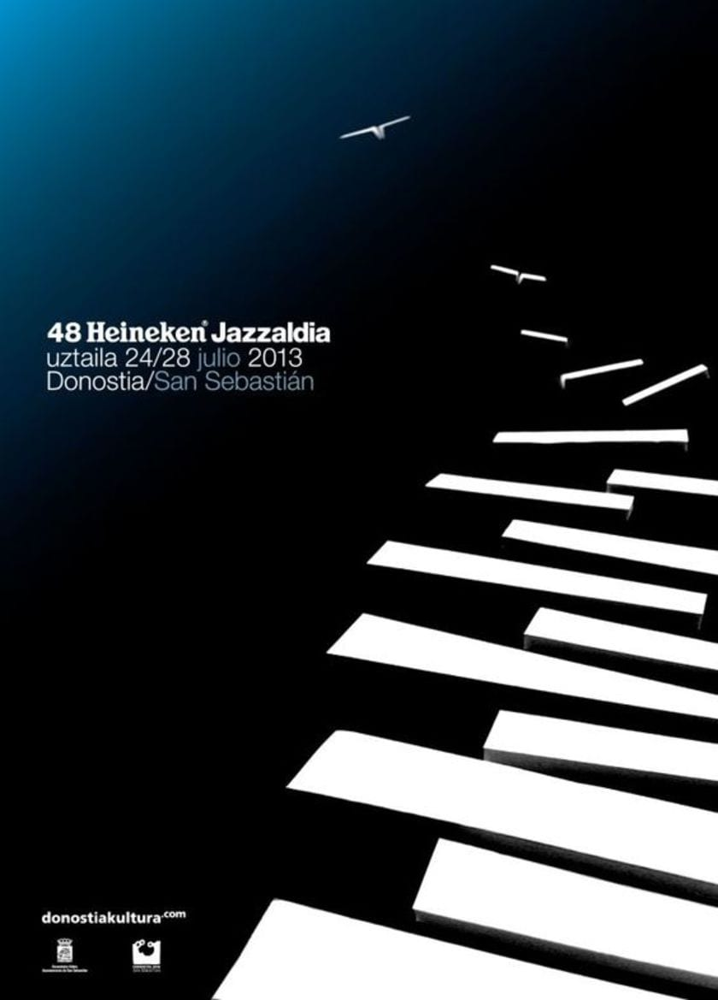 48 Heineken® Jazzaldia
uztaila 24/28 julio 2013
Donostia/San Sebastián
donostiakultura.com